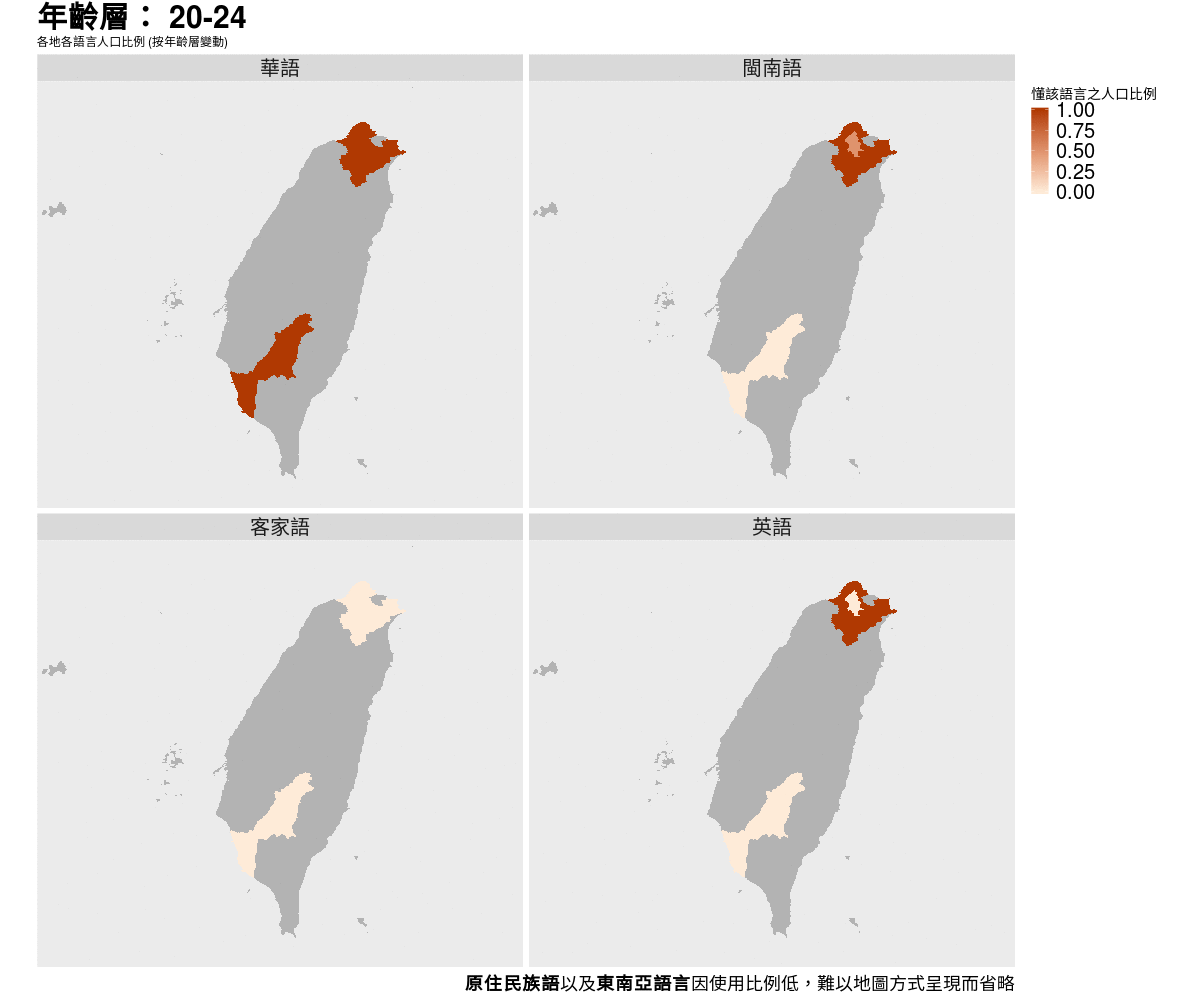 年齡層： 20-24
各地各語言人口比例 (按年齡層變動)
華語
閩南語
懂該語言之人口比例
1.00
0.75
0.50
0.25
0.00
客家語
英語
原住民族語以及東南亞語言因使用比例低，難以地圖方式呈現而省略